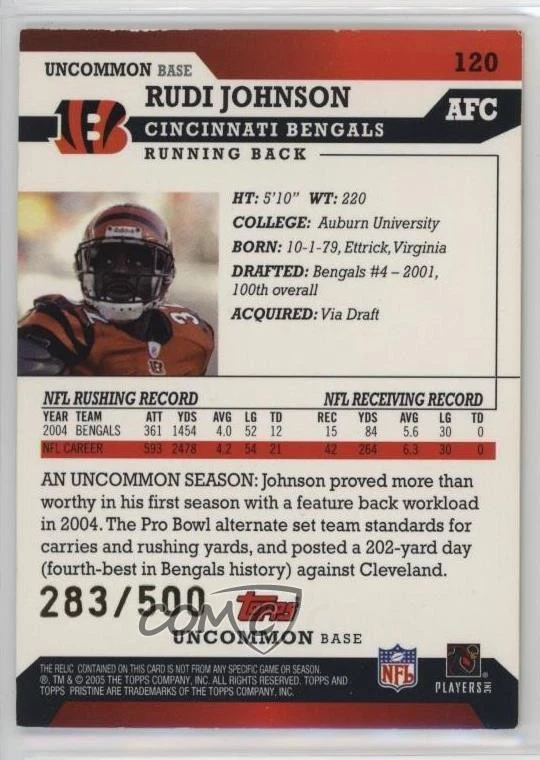 UNCOMMON BASE
120
RUDI JOHNSON
AFC
CINCINNATI BENGALS
RUNNING BACK
HT: 5'10" WT: 220
COLLEGE: Auburn University
BORN: 10-1-79, Ettrick, Virginia
DRAFTED: Bengals #4 – 2001,
100th overall
ACQUIRED: Via Draft
Riddell
NFL RUSHING RECORD NFL RECEIVING RECORD
YEAR TEAM ATT YDS AVG LG TD REC YDS AVG LG TD
2004 BENGALS 361 1454 4.0 52 12 15 84 5.6 30 0
NFL CAREER 593 2478 4.2 54 21 42 264 6.3 30 0
AN UNCOMMON SEASON: Johnson proved more than
worthy in his first season with a feature back workload
in 2004. The Pro Bowl alternate set team standards for
carries and rushing yards, and posted a 202-yard day
(fourth-best in Bengals history) against Cleveland.
283/500
COMC
Topps
UNCOMMON BASE
THE RELIC CONTAINED ON THIS CARD IS NOT FROM ANY SPECIFIC GAME OR SEASON.
®, TM & © 2005 THE TOPPS COMPANY, INC. ALL RIGHTS RESERVED. TOPPS AND
TOPPS PRISTINE ARE TRADEMARKS OF THE TOPPS COMPANY, INC.
NFL
PLAYERS INC